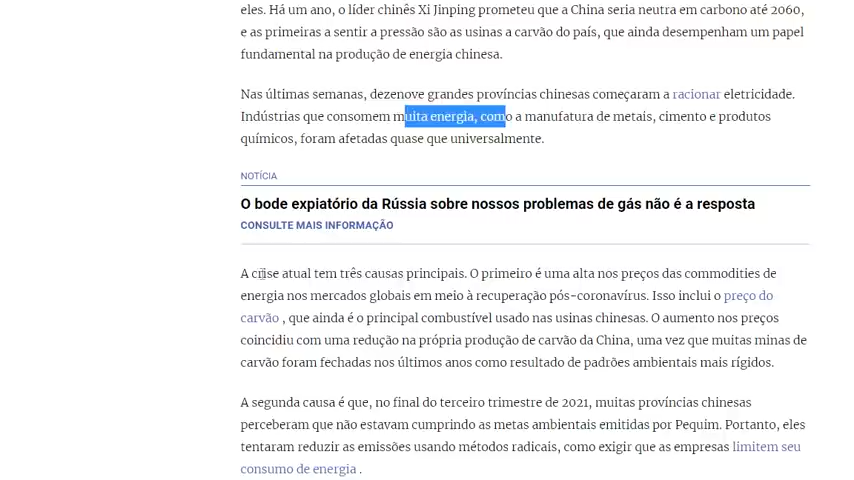 eles. Há um ano, o líder chinês Xi Jinping prometeu que a China seria neutra em carbono até 2060,
e as primeiras a sentir a pressão são as usinas a carvão do país, que ainda desempenham um papel
fundamental na produção de energia chinesa.
Nas últimas semanas, dezenove grandes províncias chinesas começaram a racionar eletricidade.
Indústrias que consomem muita energia, como a manufatura de metais, cimento e produtos
químicos, foram afetadas quase que universalmente.
NOTÍCIA
O bode expiatório da Rússia sobre nossos problemas de gás não é a resposta
CONSULTE MAIS INFORMAÇÃO
A crise atual tem três causas principais. O primeiro é uma alta nos preços das commodities de
energia nos mercados globais em meio à recuperação pós-coronavírus. Isso inclui o preço do
carvão , que ainda é o principal combustível usado nas usinas chinesas. O aumento nos preços
coincidiu com uma redução na própria produção de carvão da China, uma vez que muitas minas de
carvão foram fechadas nos últimos anos como resultado de padrões ambientais mais rígidos.
A segunda causa é que, no final do terceiro trimestre de 2021, muitas províncias chinesas
perceberam que não estavam cumprindo as metas ambientais emitidas por Pequim. Portanto, eles
tentaram reduzir as emissões usando métodos radicais, como exigir que as empresas limitem seu
consumo de energia .